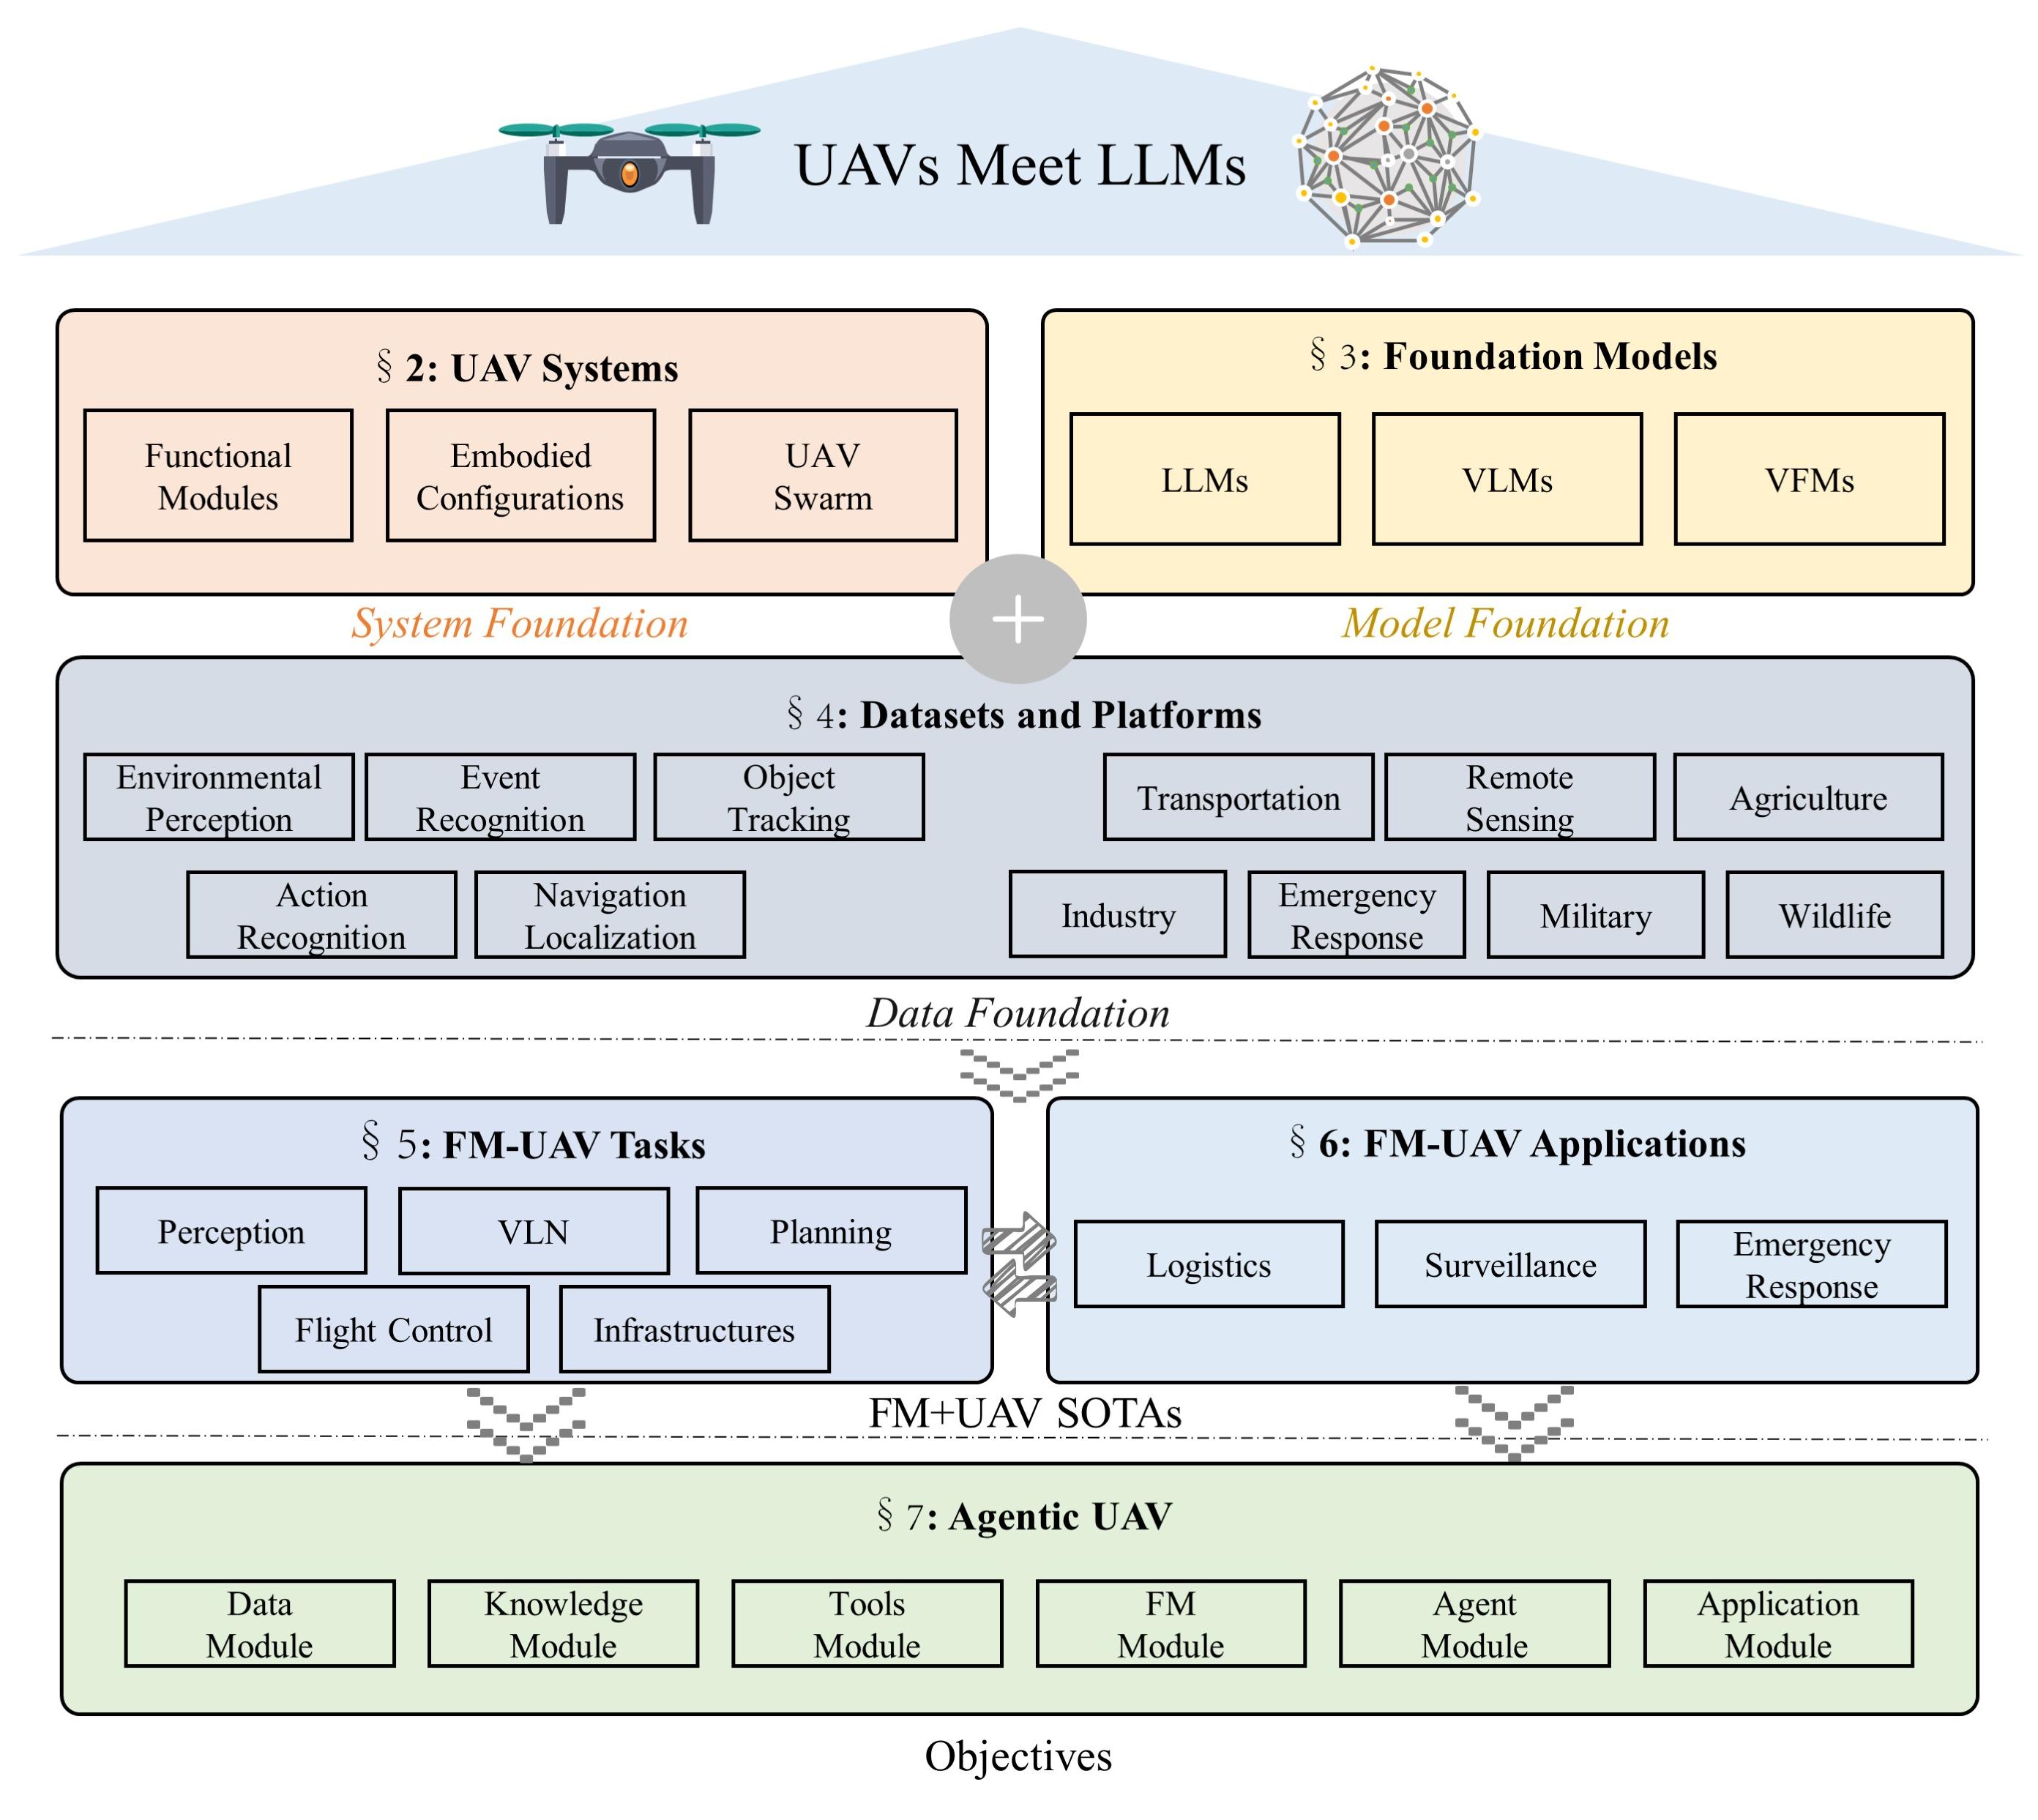 UAVs Meet LLMs
§ 2: UAV Systems
Functional
Modules
Embodied
Configurations
UAV
Swarm
§ 3: Foundation Models
LLMs
VLMs
VFMs
System Foundation
Model Foundation
§ 4: Datasets and Platforms
Environmental
Perception
Event
Recognition
Object
Tracking
Transportation
Remote
Sensing
Agriculture
Action
Recognition
Navigation
Localization
Industry
Emergency
Response
Military
Wildlife
Data Foundation
§ 5: FM-UAV Tasks
Perception
VLN
Planning
Flight Control
Infrastructures
§ 6: FM-UAV Applications
Logistics
Surveillance
Emergency
Response
FM+UAV SOTAs
§ 7: Agentic UAV
Data
Module
Knowledge
Module
Tools
Module
FM
Module
Agent
Module
Application
Module
Objectives